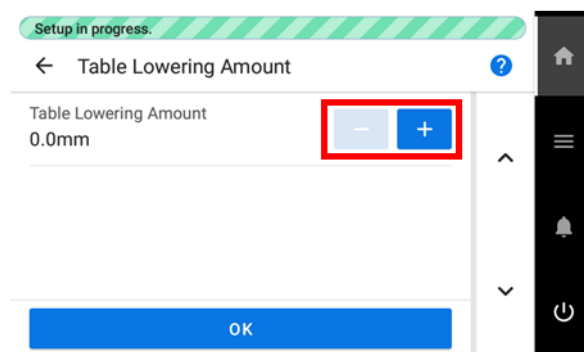 Setup in progress.
← Table Lowering Amount ?
Table Lowering Amount
0.0mm
− +
OK